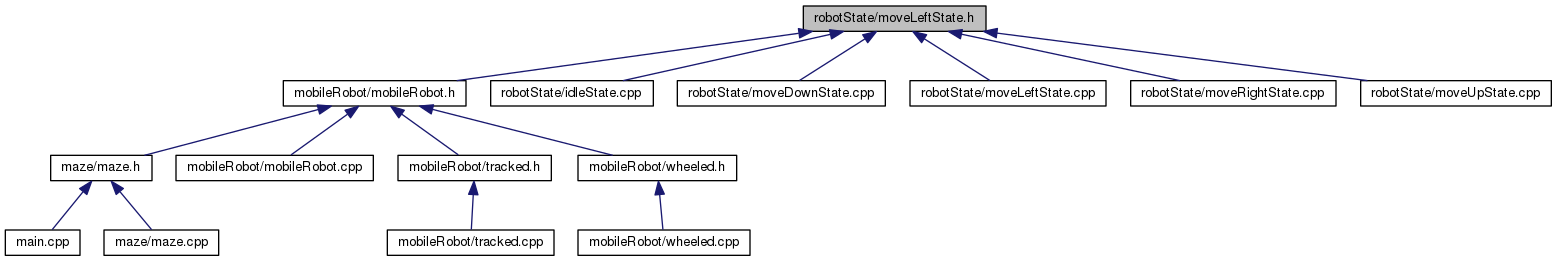 robotState/moveLeftState.h
mobileRobot/mobileRobot.h
robotState/idleState.cpp
robotState/moveDownState.cpp
robotState/moveLeftState.cpp
robotState/moveRightState.cpp
robotState/moveUpState.cpp
maze/maze.h
mobileRobot/mobileRobot.cpp
mobileRobot/tracked.h
mobileRobot/wheeled.h
main.cpp
maze/maze.cpp
mobileRobot/tracked.cpp
mobileRobot/wheeled.cpp